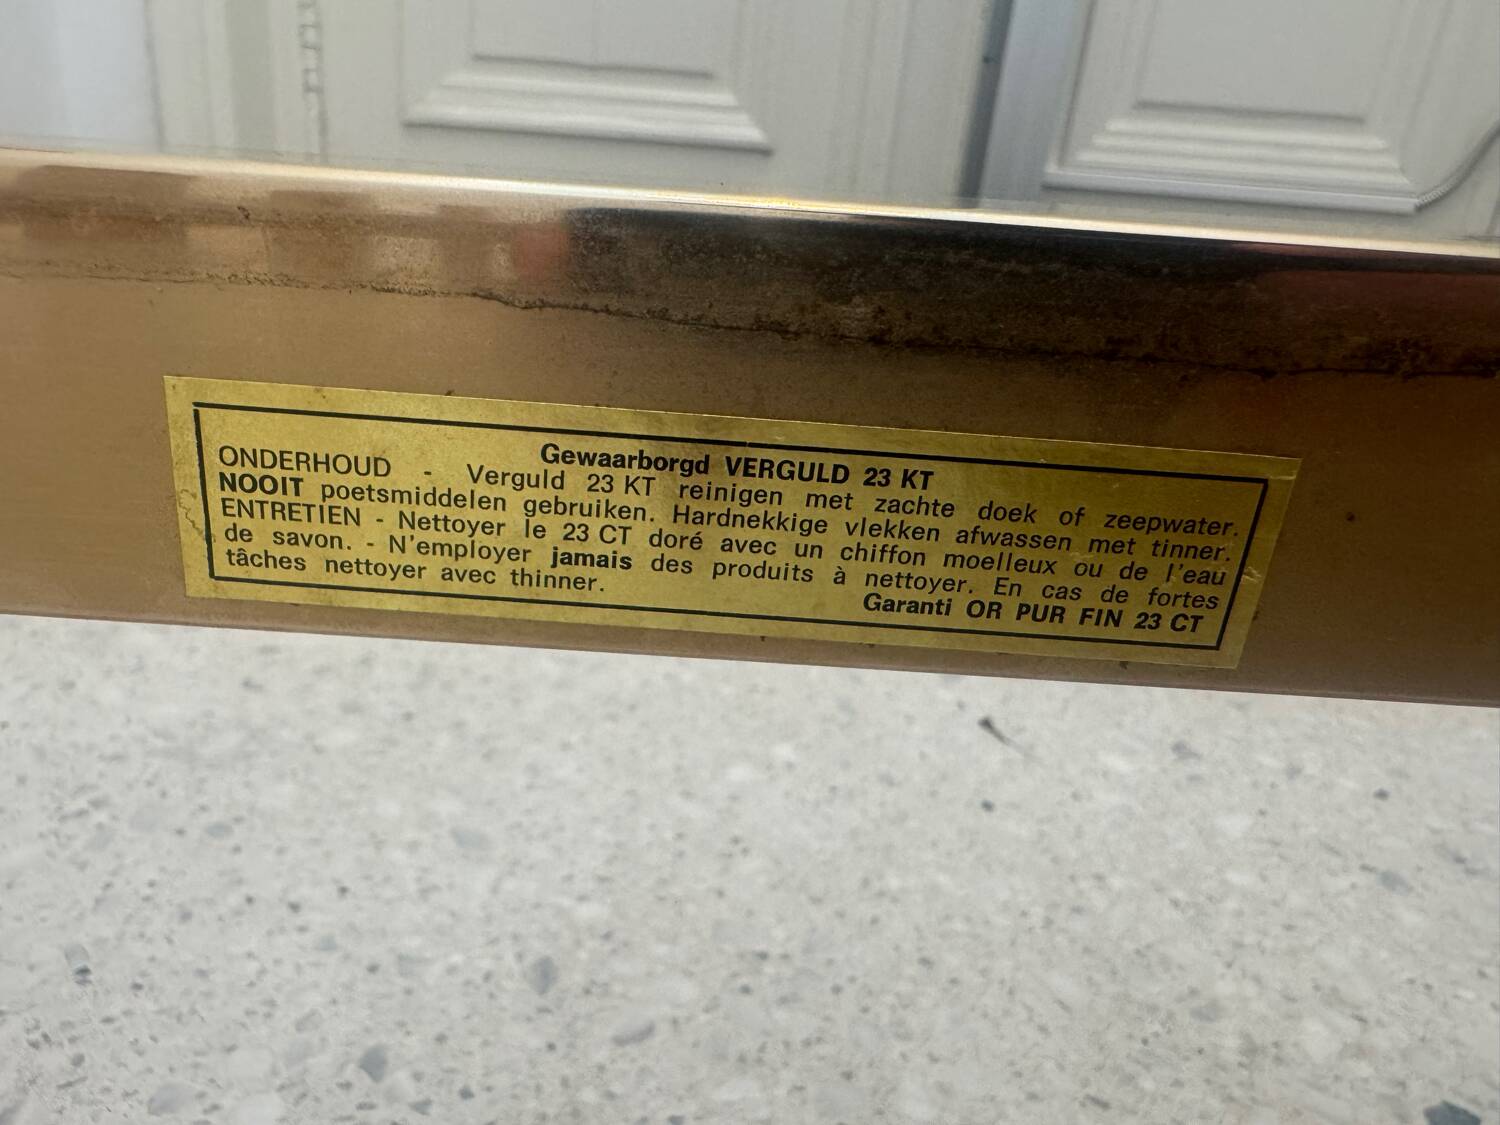 Gewaarborgd VERGULD 23 KT
ONDERHOUD - Verguld 23 KT reinigen met zachte doek of zeepwater.
NOOIT poetsmiddelen gebruiken. Hardnekkige vlekken afwassen met tinner.
ENTRETIEN - Nettoyer le 23 CT doré avec un chiffon moelleux ou de l'eau
de savon. - N'employer jamais des produits à nettoyer. En cas de fortes
tâches nettoyer avec thinner.
Garanti OR PUR FIN 23 CT